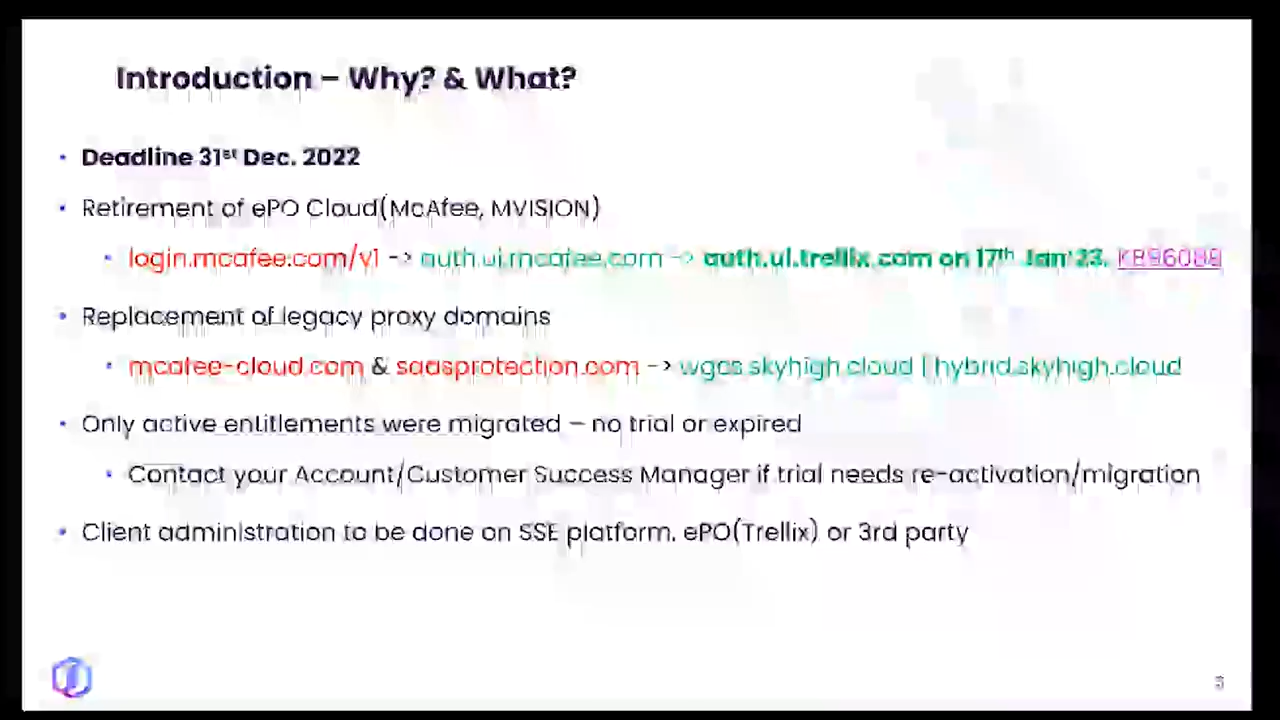 Introduction – Why? & What?
Deadline 31st Dec. 2022
Retirement of ePO Cloud(McAfee, MVISION)
login.mcafee.com/v1 -> auth.ui.mcafee.com -> auth.ui.trellix.com on 17th Jan'23.
Replacement of legacy proxy domains
mcafee-cloud.com & saasprotection.com -> wgcs.skyhigh.cloud | hybrid.skyhigh.cloud
Only active entitlements were migrated – no trial or expired
Contact your Account/Customer Success Manager if trial needs re-activation/migration
Client administration to be done on SSE platform, ePO(Trellix) or 3rd party